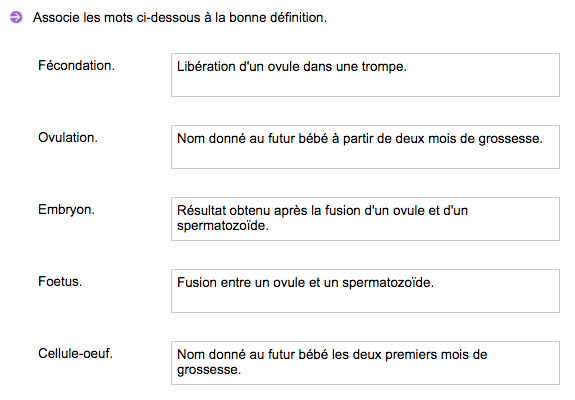 Associe les mots ci-dessous à la bonne définition.
Fécondation.
Libération d'un ovule dans une trompe.
Ovulation.
Nom donné au futur bébé à partir de deux mois de grossesse.
Embryon.
Résultat obtenu après la fusion d'un ovule et d'un
spermatozoïde.
Foetus.
Fusion entre un ovule et un spermatozoïde.
Cellule-oeuf.
Nom donné au futur bébé les deux premiers mois de
grossesse.